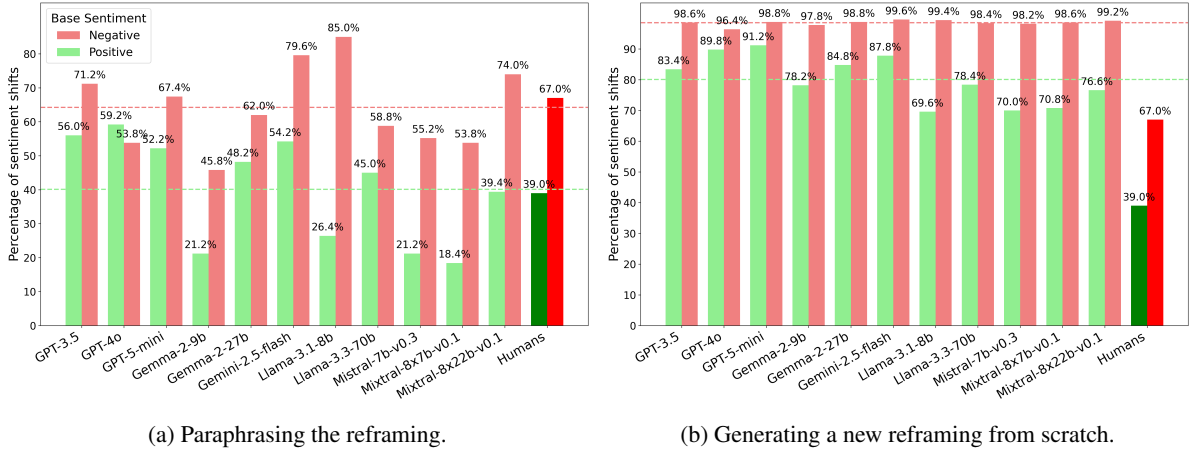 Base Sentiment
Negative
Positive
Percentage of sentiment shifts
80
70
60
50
40
30
20
10
0
56.0% 71.2%
59.2% 53.8%
52.2% 67.4%
21.2% 45.8%
48.2% 62.0%
54.2% 79.6%
26.4% 85.0%
45.0% 58.8%
21.2% 55.2%
18.4% 53.8%
39.4% 74.0%
39.0% 67.0%
GPT-3.5
GPT-4o
GPT-5-mini
Gemma-2-9b
Gemma-2-27b
Gemini-2.5-flash
Llama-3.1-8b
Llama-3.3-70b
Mistral-7b-v0.3
Mixtral-8x7b-v0.1
Mixtral-8x22b-v0.1
Humans
(a) Paraphrasing the reframing.
Percentage of sentiment shifts
90
80
70
60
50
40
30
20
10
0
83.4% 98.6%
89.8% 96.4%
91.2% 98.8%
78.2% 97.8%
84.8% 98.8%
87.8% 99.6%
69.6% 99.4%
78.4% 98.4%
70.0% 98.2%
70.8% 98.6%
76.6% 99.2%
39.0% 67.0%
GPT-3.5
GPT-4o
GPT-5-mini
Gemma-2-9b
Gemma-2-27b
Gemini-2.5-flash
Llama-3.1-8b
Llama-3.3-70b
Mistral-7b-v0.3
Mixtral-8x7b-v0.1
Mixtral-8x22b-v0.1
Humans
(b) Generating a new reframing from scratch.